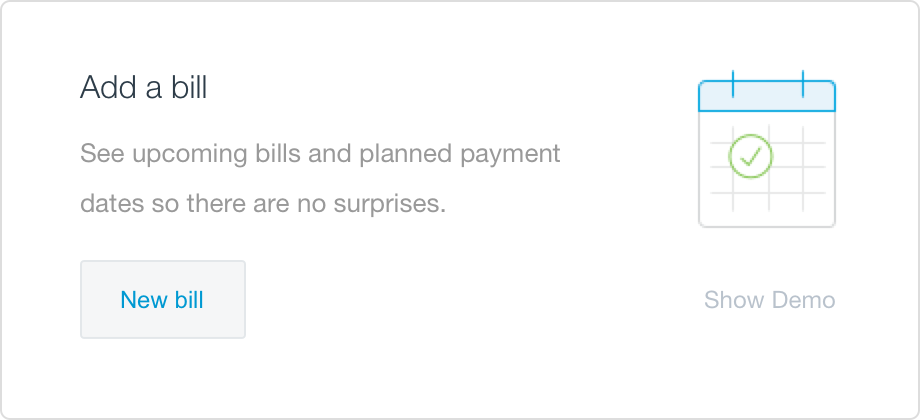 Add a bill
See upcoming bills and planned payment
dates so there are no surprises.
New bill
Show Demo